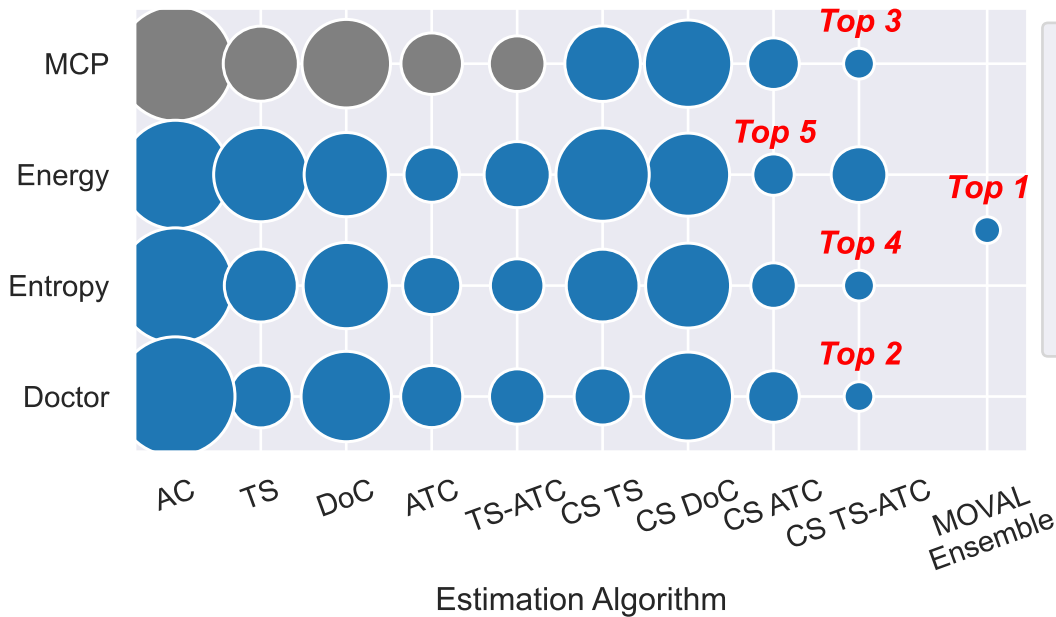 Top 3
MCP
Top 5
Energy
Top 1
Top 4
Entropy
Top 2
Doctor
AC
TS
DoC
ATC
TS-ATC
CS TS
CS DoC
CS ATC
CS TS-ATC
MOVAL
Ensemble
Estimation Algorithm